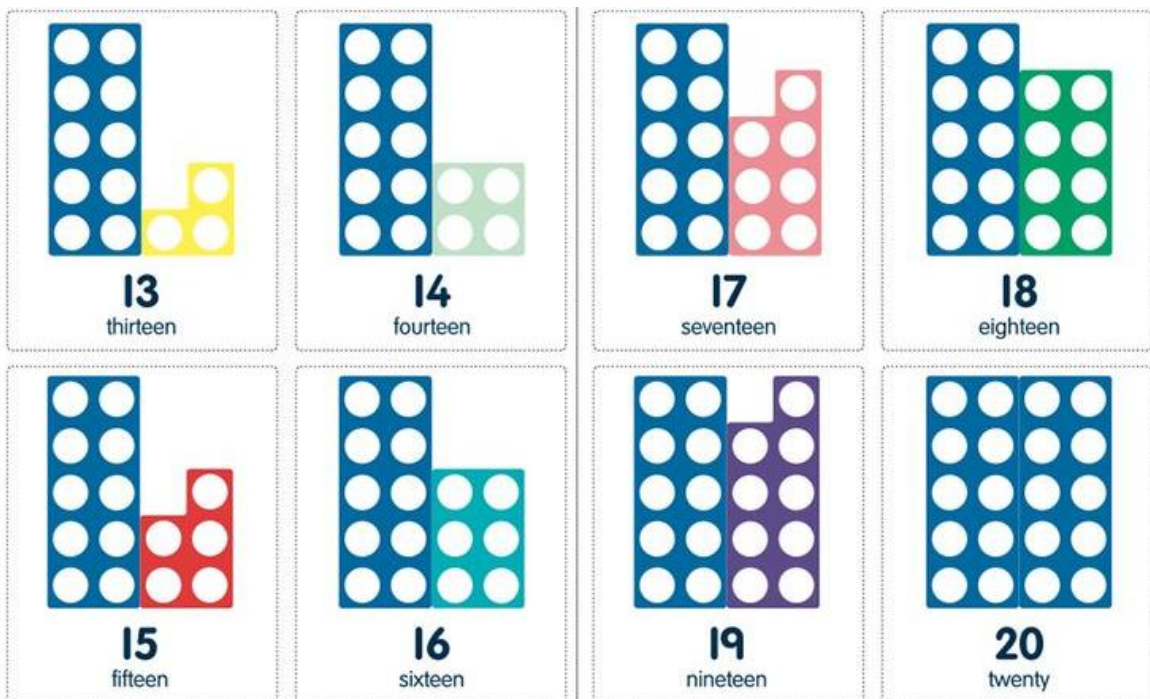 13
thirteen
14
fourteen
17
seventeen
18
eighteen
15
fifteen
16
sixteen
19
nineteen
20
twenty